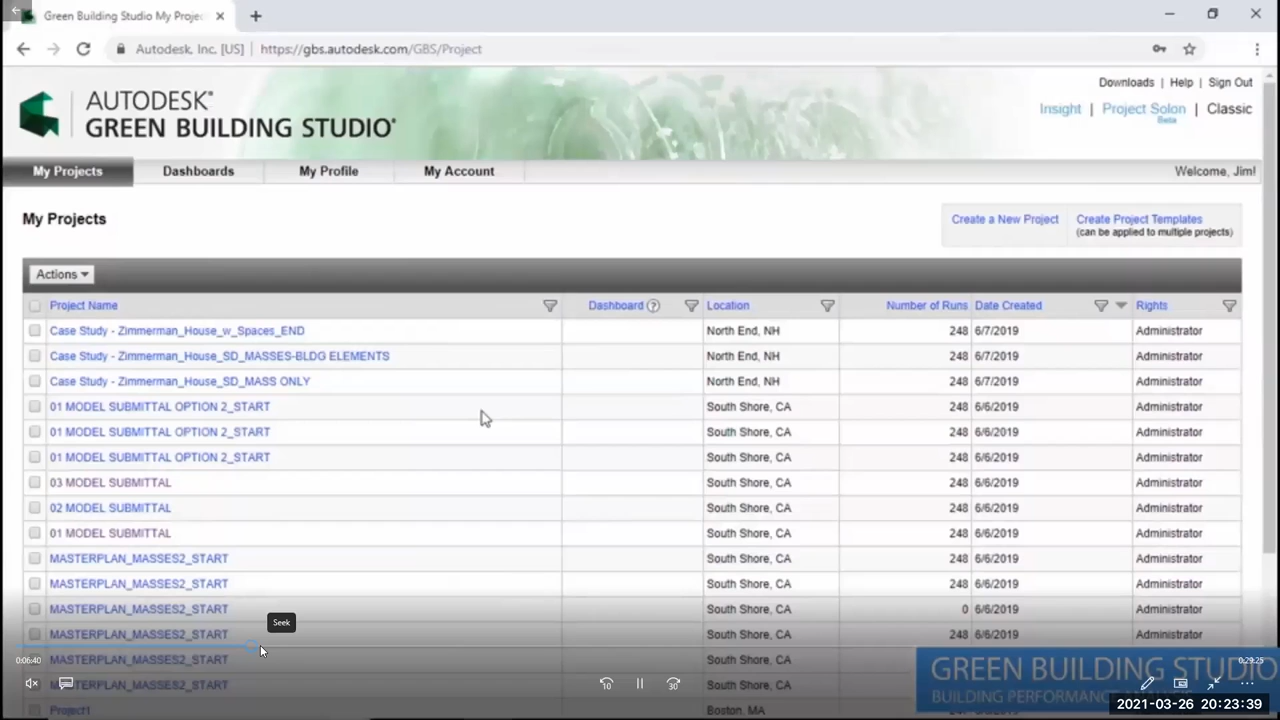 Green Building Studio My Projec
Autodesk, Inc. [US] | https://gbs.autodesk.com/GBS/Project
Downloads | Help | Sign Out
AUTODESK®
GREEN BUILDING STUDIO®
Insight | Project Solon | Classic
Beta
My Projects Dashboards My Profile My Account Welcome, Jim!
My Projects
Create a New Project Create Project Templates
(can be applied to multiple projects)
Actions
Project Name Dashboard ? Location Number of Runs Date Created Rights
Case Study - Zimmerman_House_w_Spaces_END North End, NH 248 6/7/2019 Administrator
Case Study - Zimmerman_House_SD_MASSES-BLDG ELEMENTS North End, NH 248 6/7/2019 Administrator
Case Study - Zimmerman_House_SD_MASS ONLY North End, NH 248 6/7/2019 Administrator
01 MODEL SUBMITTAL OPTION 2_START South Shore, CA 248 6/6/2019 Administrator
01 MODEL SUBMITTAL OPTION 2_START South Shore, CA 248 6/6/2019 Administrator
01 MODEL SUBMITTAL OPTION 2_START South Shore, CA 248 6/6/2019 Administrator
03 MODEL SUBMITTAL South Shore, CA 248 6/6/2019 Administrator
02 MODEL SUBMITTAL South Shore, CA 248 6/6/2019 Administrator
01 MODEL SUBMITTAL South Shore, CA 248 6/6/2019 Administrator
MASTERPLAN_MASSES2_START South Shore, CA 248 6/6/2019 Administrator
MASTERPLAN_MASSES2_START South Shore, CA 248 6/6/2019 Administrator
MASTERPLAN_MASSES2_START South Shore, CA 0 6/6/2019 Administrator
Seek
MASTERPLAN_MASSES2_START South Shore, CA 248 6/6/2019 Administrator
0:06:40 MASTERPLAN_MASSES2_START South Shore, CA 0:29:25
GREEN BUILDING STUDIO
MASTERPLAN_MASSES2_START South Shore, CA
10 30
BUILDING PERFORMANCE ANALYSIS
Project1 Boston, MA
2021-03-26 20:23:39